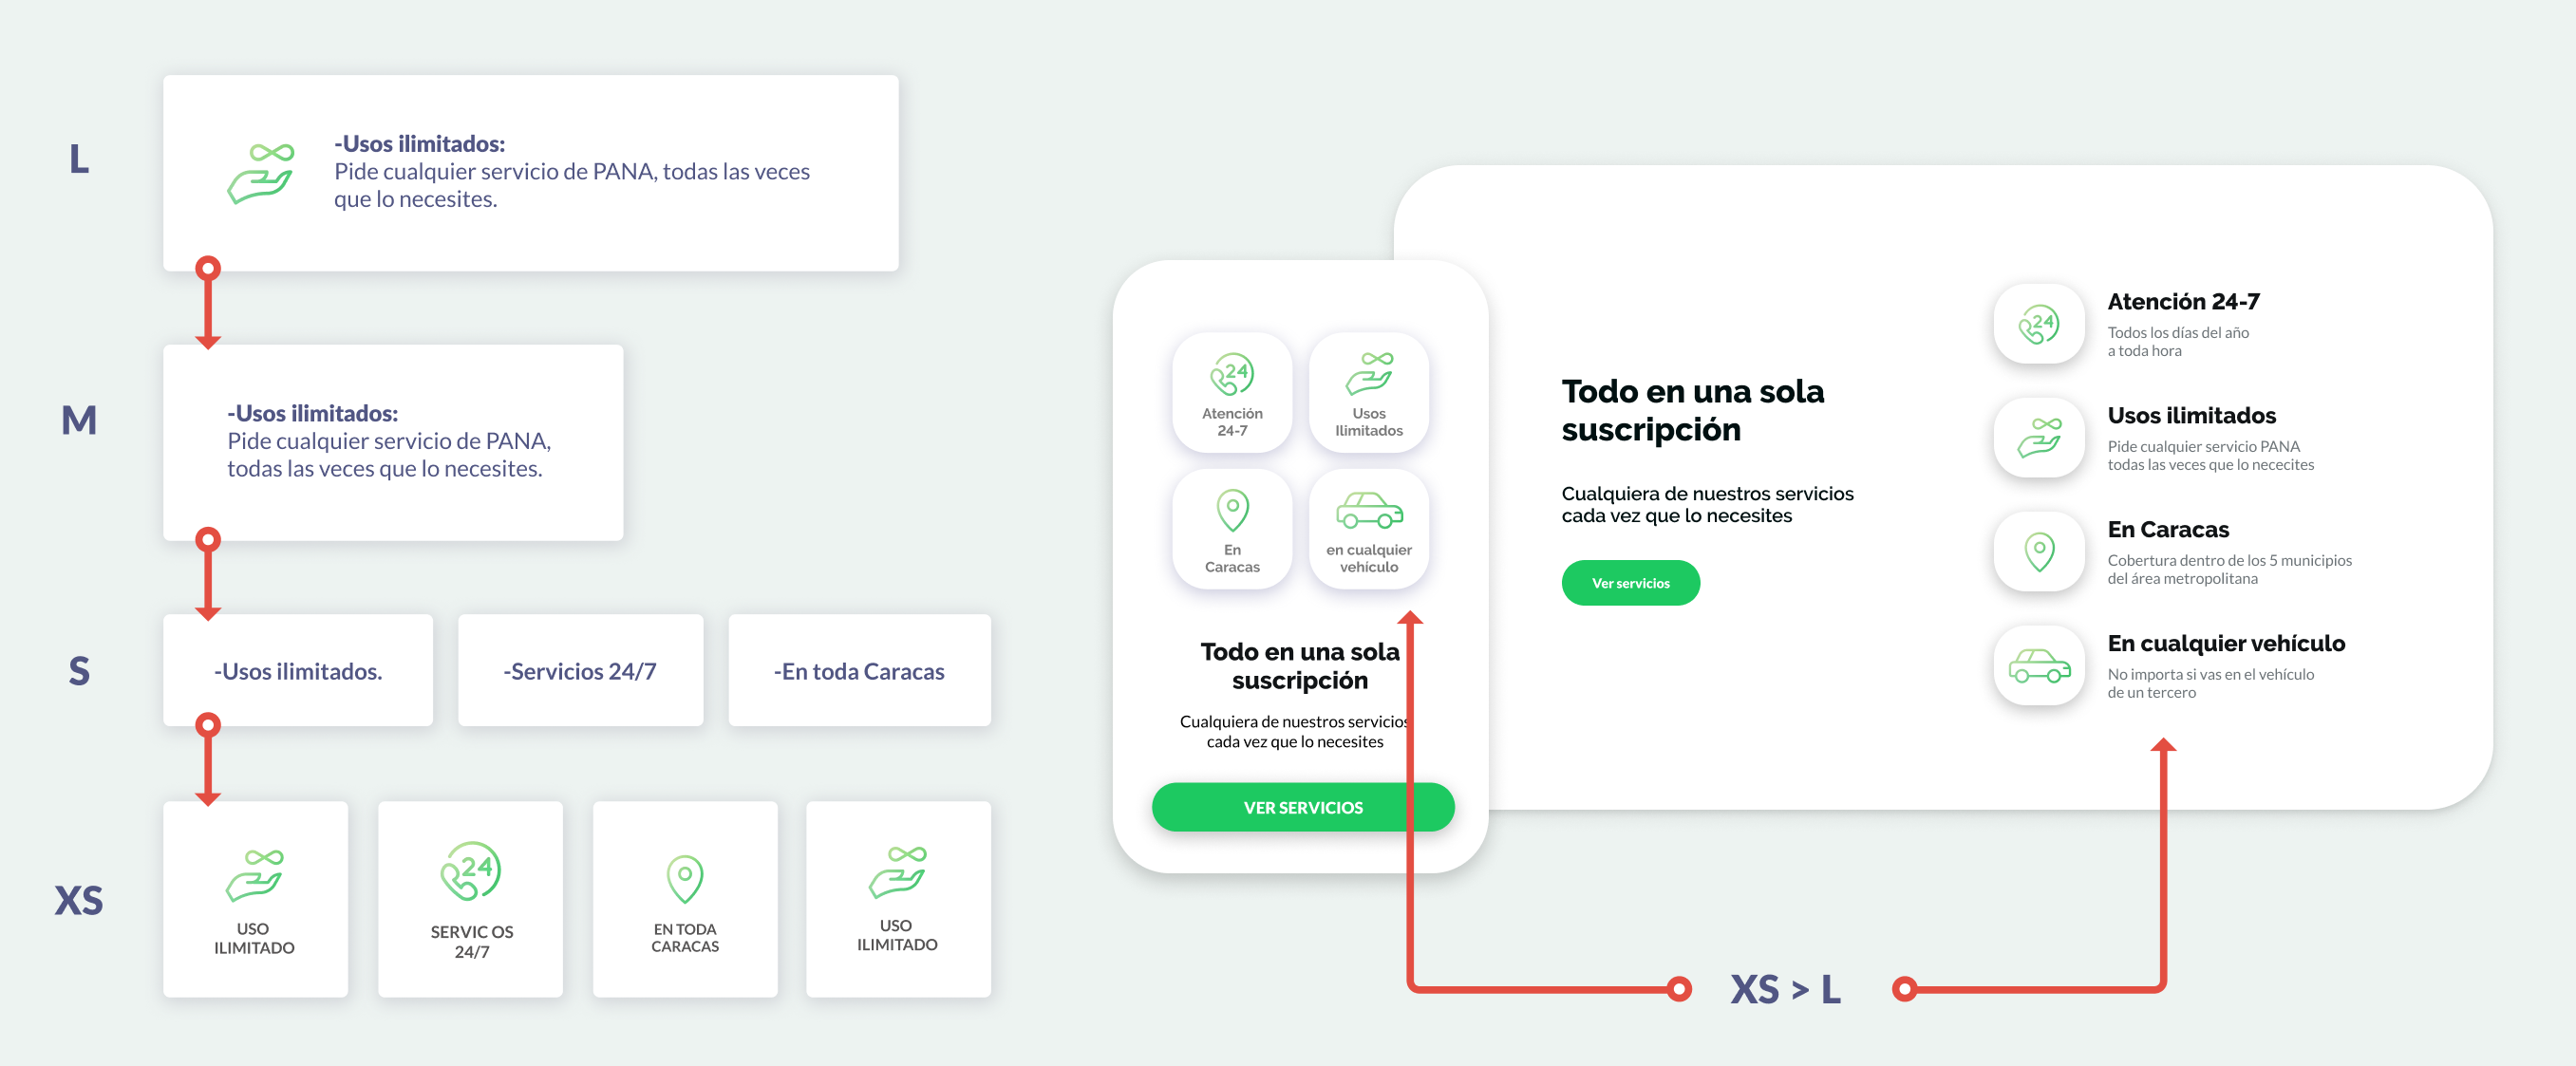 L
-Usos ilimitados:
Pide cualquier servicio de PANA, todas las veces
que lo necesites.
M
-Usos ilimitados:
Pide cualquier servicio de PANA,
todas las veces que lo necesites.
S
-Usos ilimitados.
-Servicios 24/7
-En toda Caracas
XS
USO
ILIMITADO
24
SERVIC OS
24/7
EN TODA
CARACAS
USO
ILIMITADO
24
Atención
24-7
Usos
Ilimitados
En
Caracas
en cualquier
vehículo
Todo en una sola
suscripción
Cualquiera de nuestros servicios
cada vez que lo necesites
VER SERVICIOS
Todo en una sola
suscripción
Cualquiera de nuestros servicios
cada vez que lo necesites
Ver servicios
24
Atención 24-7
Todos los días del año
a toda hora
Usos ilimitados
Pide cualquier servicio PANA
todas las veces que lo nececites
En Caracas
Cobertura dentro de los 5 municipios
del área metropolitana
En cualquier vehículo
No importa si vas en el vehículo
de un tercero
XS > L